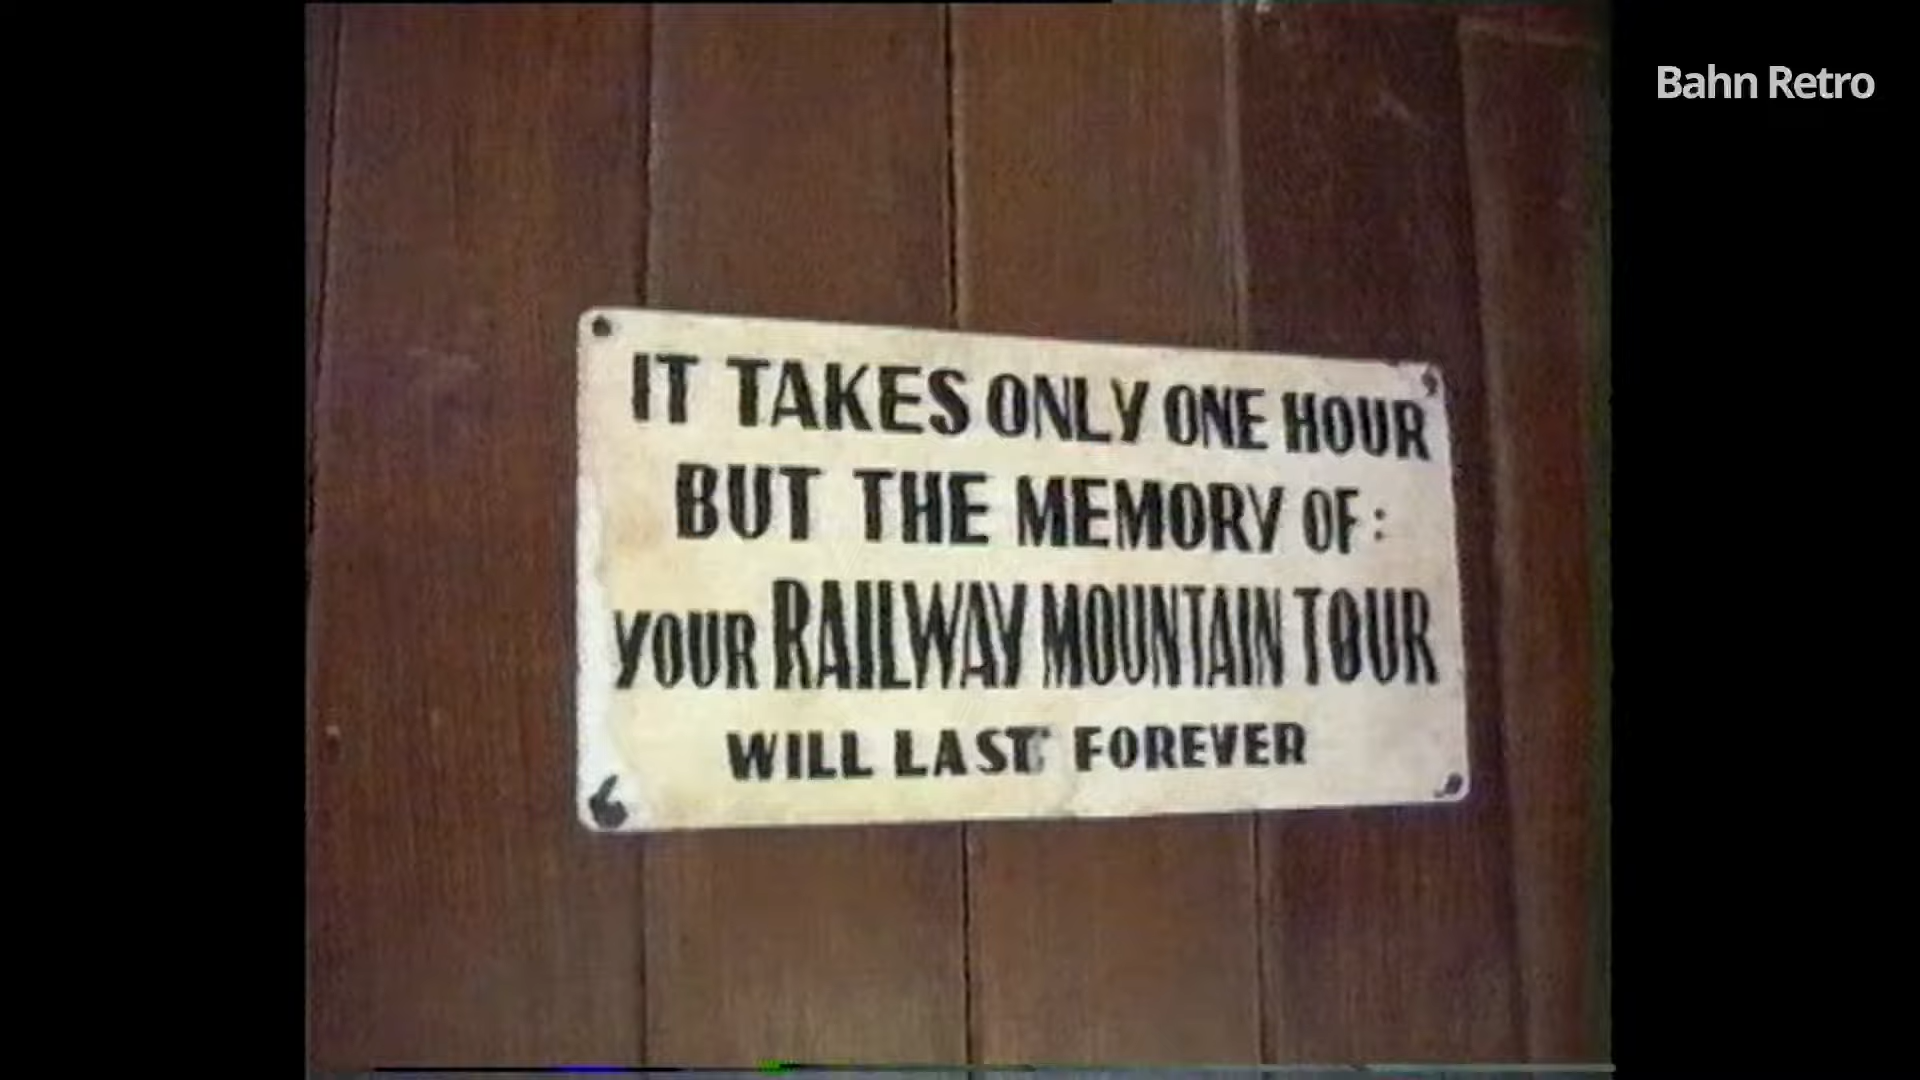 Bahn Retro
IT TAKES ONLY ONE HOUR
BUT THE MEMORY OF:
YOUR RAILWAY MOUNTAIN TOUR
WILL LAST FOREVER